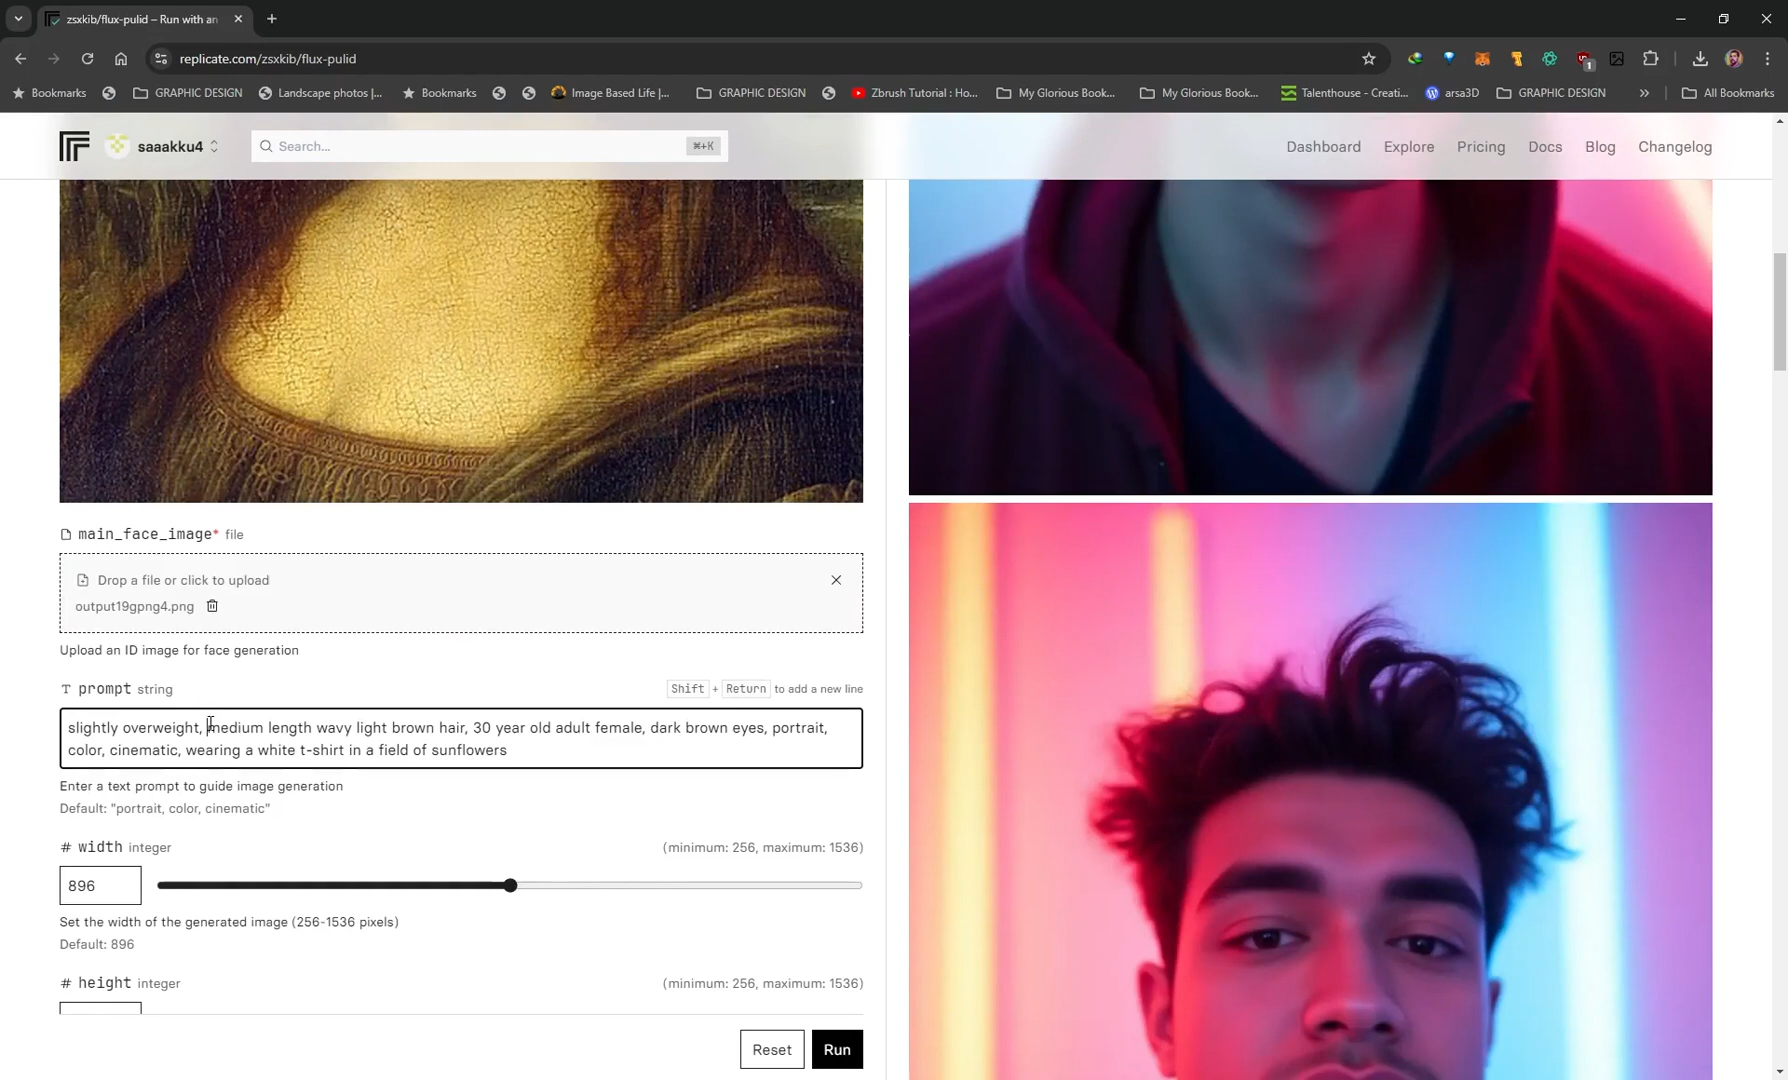 zsxkib/flux-pulid – Run with an
replicate.com/zsxkib/flux-pulid
1
Bookmarks
GRAPHIC DESIGN
Landscape photos |...
Bookmarks
Image Based Life |...
GRAPHIC DESIGN
Zbrush Tutorial : Ho...
My Glorious Book...
My Glorious Book...
Talenthouse - Creati...
arsa3D
GRAPHIC DESIGN
All Bookmarks
saaakku4
Search...
⌘+K
Dashboard
Explore
Pricing
Docs
Blog
Changelog
main_face_image* file
Drop a file or click to upload
output19gpng4.png
Upload an ID image for face generation
T prompt string
Shift + Return to add a new line
slightly overweight, medium length wavy light brown hair, 30 year old adult female, dark brown eyes, portrait,
color, cinematic, wearing a white t-shirt in a field of sunflowers
Enter a text prompt to guide image generation
Default: "portrait, color, cinematic"
# width integer
(minimum: 256, maximum: 1536)
896
Set the width of the generated image (256-1536 pixels)
Default: 896
# height integer
(minimum: 256, maximum: 1536)
Reset
Run